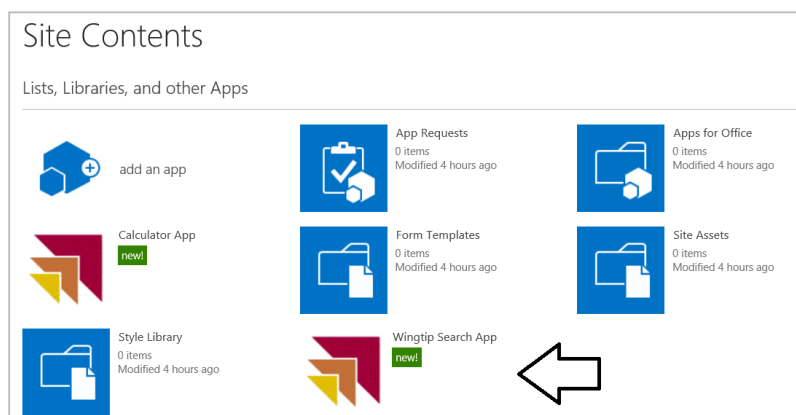 Site Contents
Lists, Libraries, and other Apps
add an app
App Requests
0 items
Modified 4 hours ago
Apps for Office
0 items
Modified 4 hours ago
Calculator App
new!
Form Templates
0 items
Modified 4 hours ago
Site Assets
0 items
Modified 4 hours ago
Style Library
0 items
Modified 4 hours ago
Wingtip Search App
new!